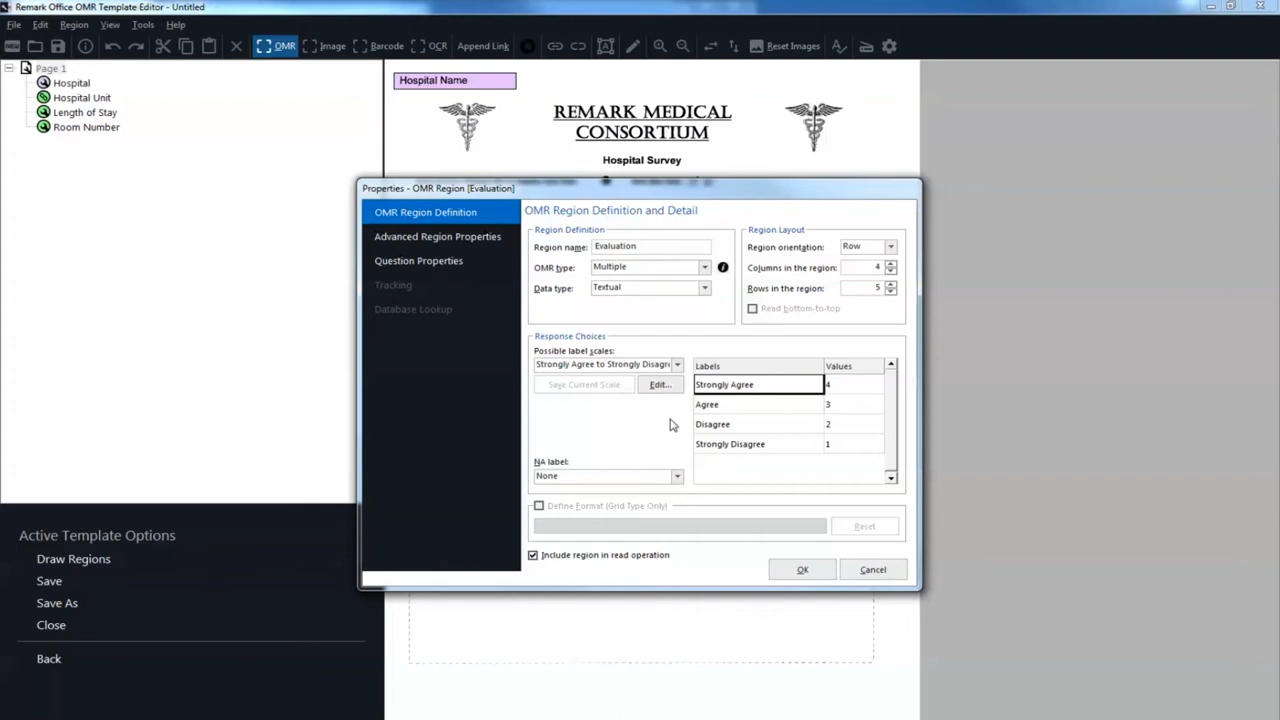 Remark Office OMR Template Editor - Untitled
File Edit Region View Tools Help
OMR Image Barcode OCR Append Link Reset Images
Page 1
Hospital
Hospital Unit
Length of Stay
Room Number
Hospital Name
REMARK MEDICAL
CONSORTIUM
Hospital Survey
Properties - OMR Region [Evaluation]
OMR Region Definition
Advanced Region Properties
Question Properties
Tracking
Database Lookup
OMR Region Definition and Detail
Region Definition
Region name: Evaluation
OMR type: Multiple
Data type: Textual
Region Layout
Region orientation: Row
Columns in the region: 4
Rows in the region: 5
Read bottom-to-top
Response Choices
Possible label scales:
Strongly Agree to Strongly Disagre
Save Current Scale Edit...
Labels Values
Strongly Agree 4
Agree 3
Disagree 2
Strongly Disagree 1
NA label:
None
Define Format (Grid Type Only)
Reset
Include region in read operation
OK Cancel
Active Template Options
Draw Regions
Save
Save As
Close
Back